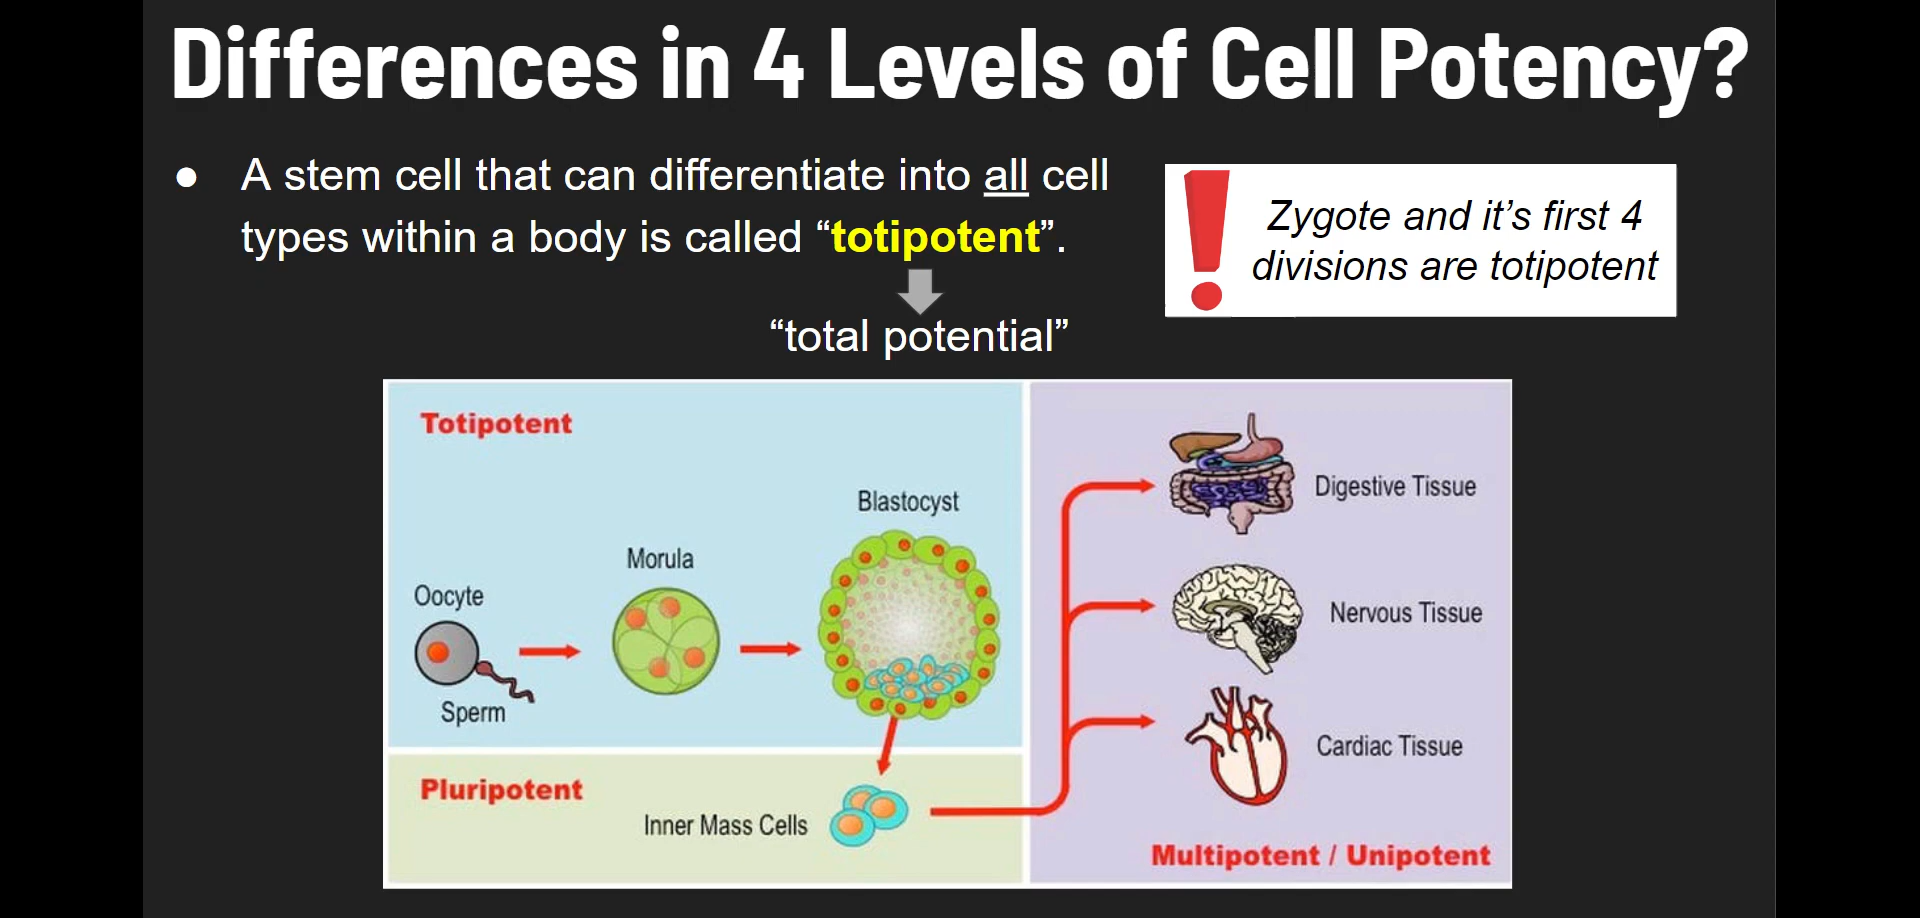 Differences in 4 Levels of Cell Potency?
● A stem cell that can differentiate into all cell
types within a body is called “totipotent”.
“total potential”
Zygote and it’s first 4
divisions are totipotent
Totipotent
Oocyte
Sperm
Morula
Blastocyst
Pluripotent
Inner Mass Cells
Digestive Tissue
Nervous Tissue
Cardiac Tissue
Multipotent / Unipotent